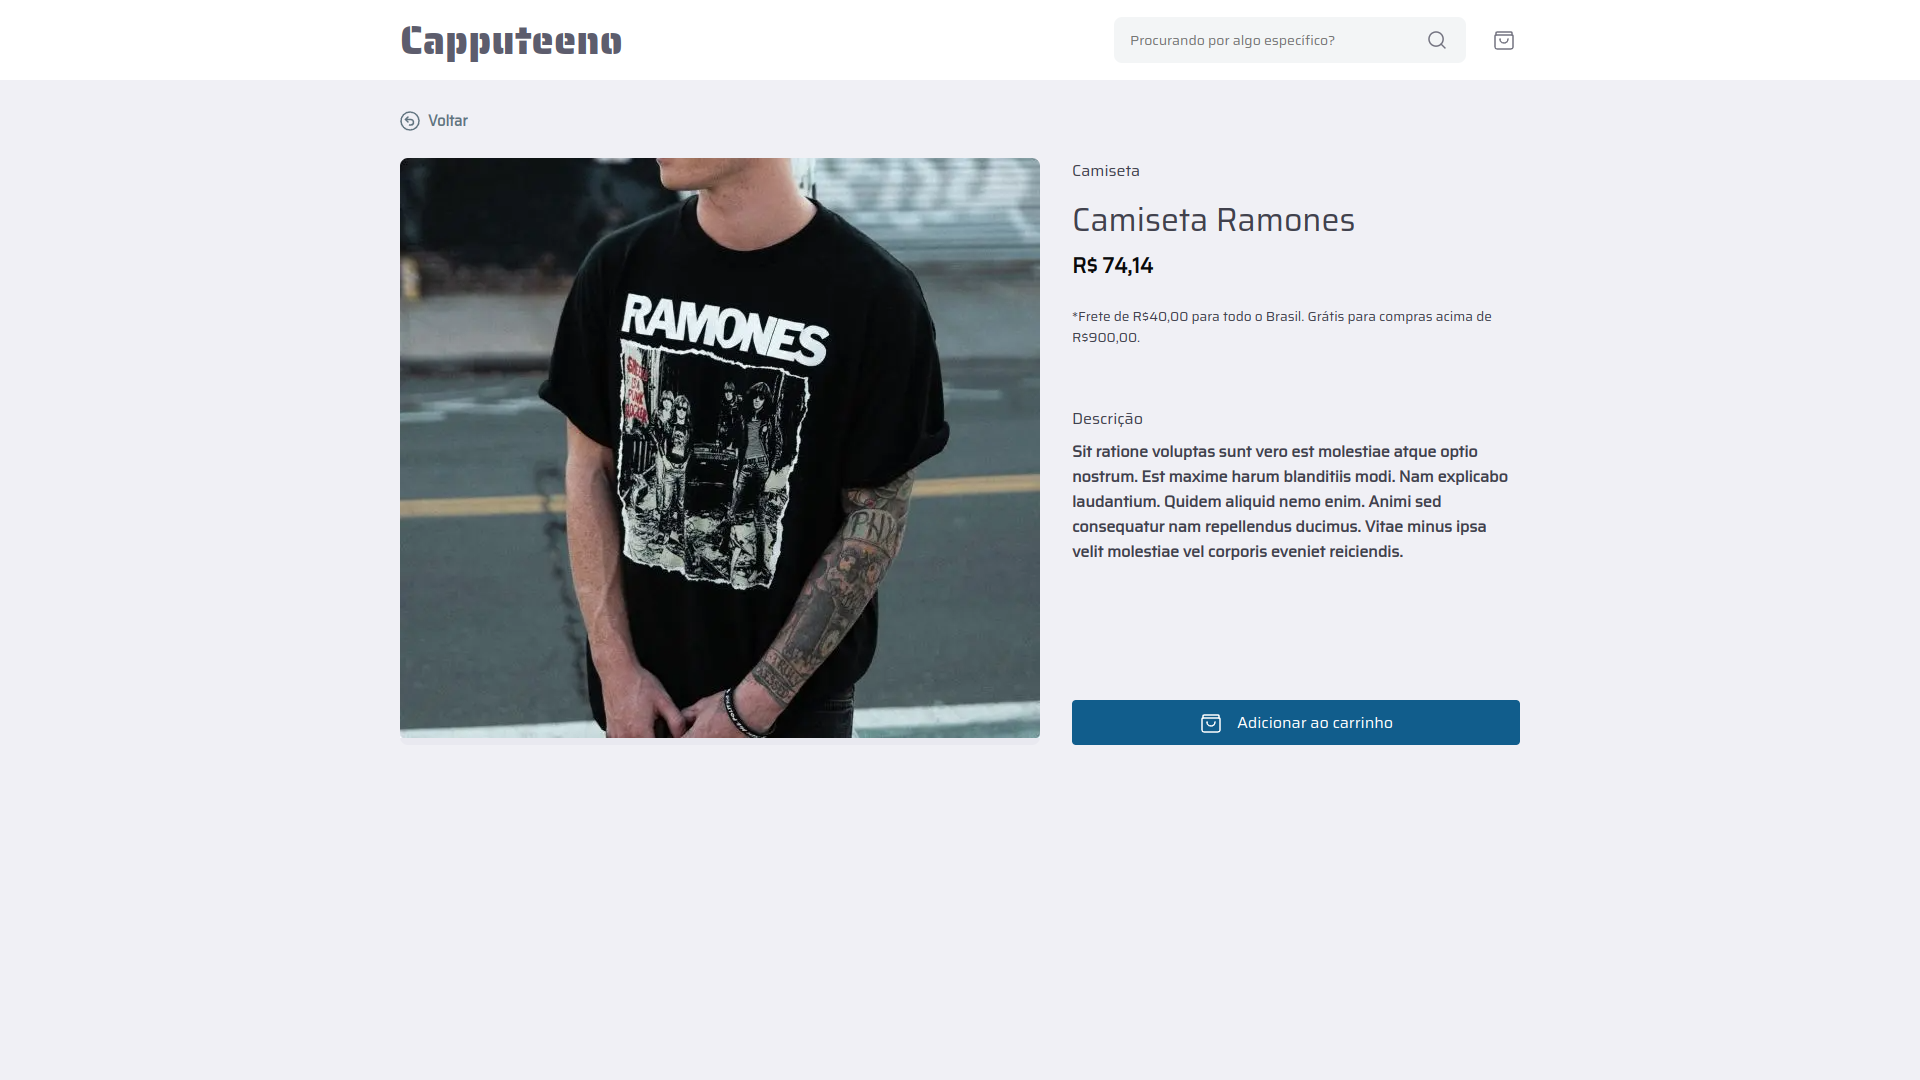 Capputeeno
Procurando por algo específico?
Voltar
Camiseta
Camiseta Ramones
R$ 74,14
*Frete de R$40,00 para todo o Brasil. Grátis para compras acima de
R$900,00.
RAMONES
Descrição
Sit ratione voluptas sunt vero est molestiae atque optio
nostrum. Est maxime harum blanditiis modi. Nam explicabo
laudantium. Quidem aliquid nemo enim. Animi sed
consequatur nam repellendus ducimus. Vitae minus ipsa
velit molestiae vel corporis eveniet reiciendis.
Adicionar ao carrinho